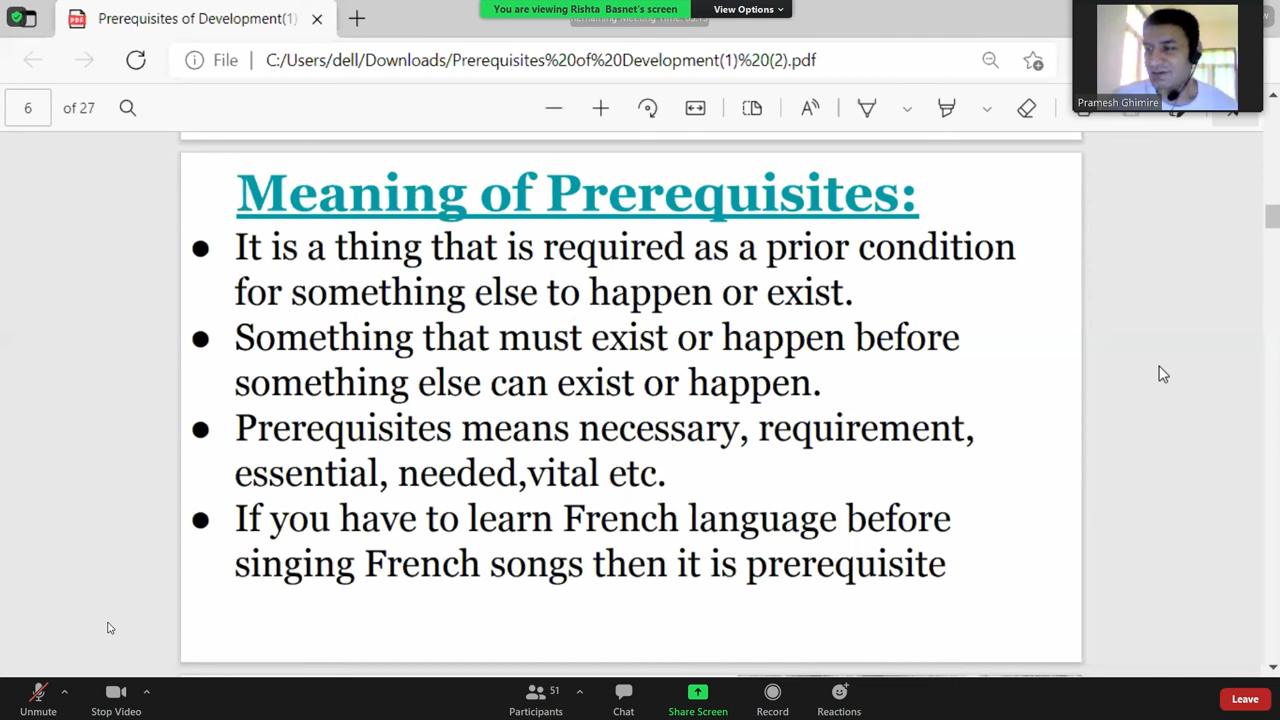 Prerequisites of Development(1)
You are viewing Rishta Basnet's screen
View Options
File C:/Users/dell/Downloads/Prerequisites%20of%20Development(1)%20(2).pdf
6 of 27
Pramesh Ghimire
Meaning of Prerequisites:
● It is a thing that is required as a prior condition
for something else to happen or exist.
● Something that must exist or happen before
something else can exist or happen.
● Prerequisites means necessary, requirement,
essential, needed,vital etc.
● If you have to learn French language before
singing French songs then it is prerequisite
Unmute
Stop Video
51
Participants
Chat
Share Screen
Record
Reactions
Leave